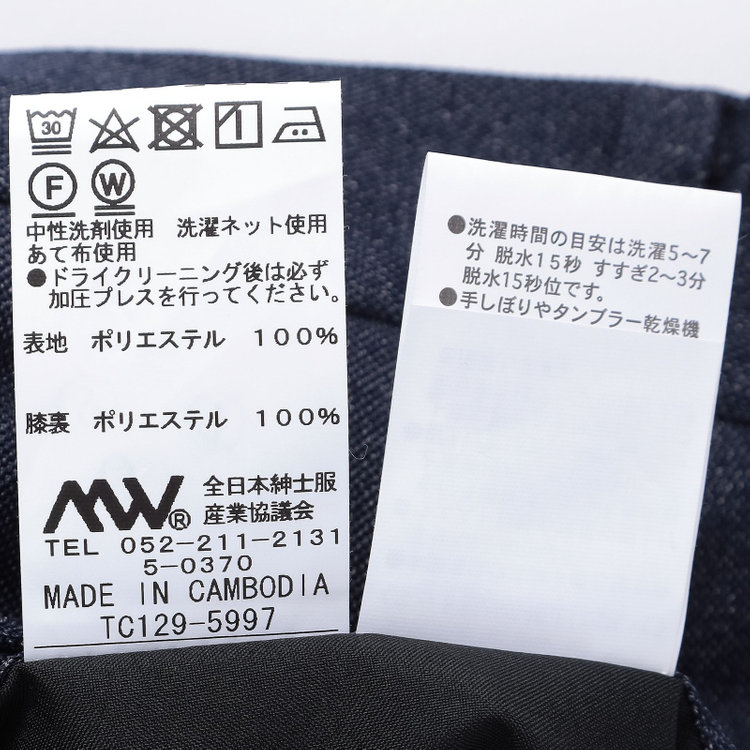 30
F W
中性洗剤使用 洗濯ネット使用
あて布使用
●ドライクリーニング後は必ず
加圧プレスを行ってください。
表地 ポリエステル 100%
膝裏 ポリエステル 100%
MW® 全日本紳士服
産業協議会
TEL 052-211-2131
5-0370
MADE IN CAMBODIA
TC129-5997
●洗濯時間の目安は洗濯5～7
分 脱水15秒 すすぎ2～3分
脱水15秒位です。
●手しぼりやタンブラー乾燥機